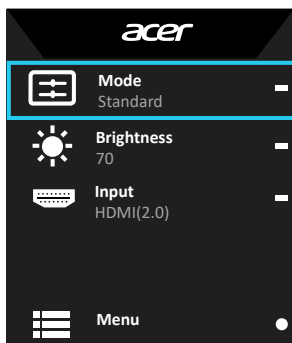 acer
Mode
Standard
Brightness
70
Input
HDMI(2.0)
Menu